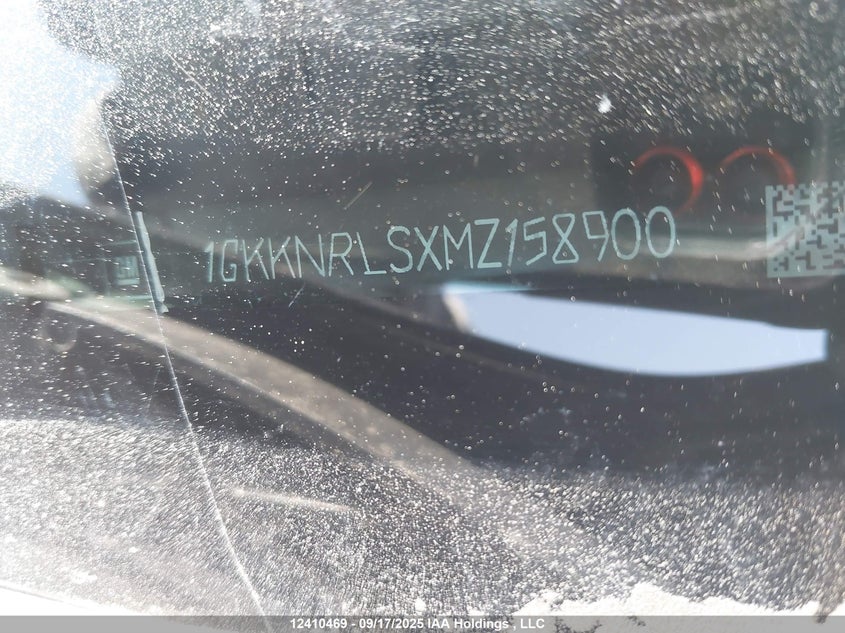 1GKKNRLSXMZ158900
12410469 - 09/17/2025 IAA Holdings , LLC